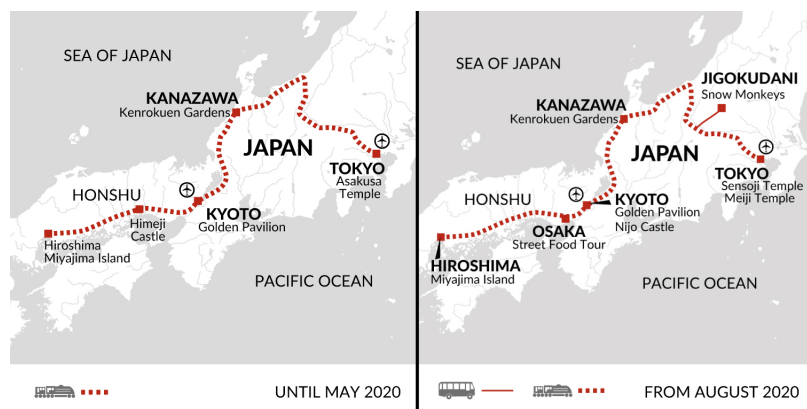 SEA OF JAPAN
KANAZAWA
Kenrokuen Gardens
JAPAN
TOKYO
Asakusa
Temple
HONSHU
KYOTO
Golden Pavilion
Himeji
Castle
Hiroshima
Miyajima Island
PACIFIC OCEAN
UNTIL MAY 2020
SEA OF JAPAN
JIGOKUDANI
Snow Monkeys
KANAZAWA
Kenrokuen Gardens
JAPAN
TOKYO
Sensoji Temple
Meiji Temple
HONSHU
KYOTO
Golden Pavilion
Nijo Castle
OSAKA
Street Food Tour
HIROSHIMA
Miyajima Island
PACIFIC OCEAN
FROM AUGUST 2020